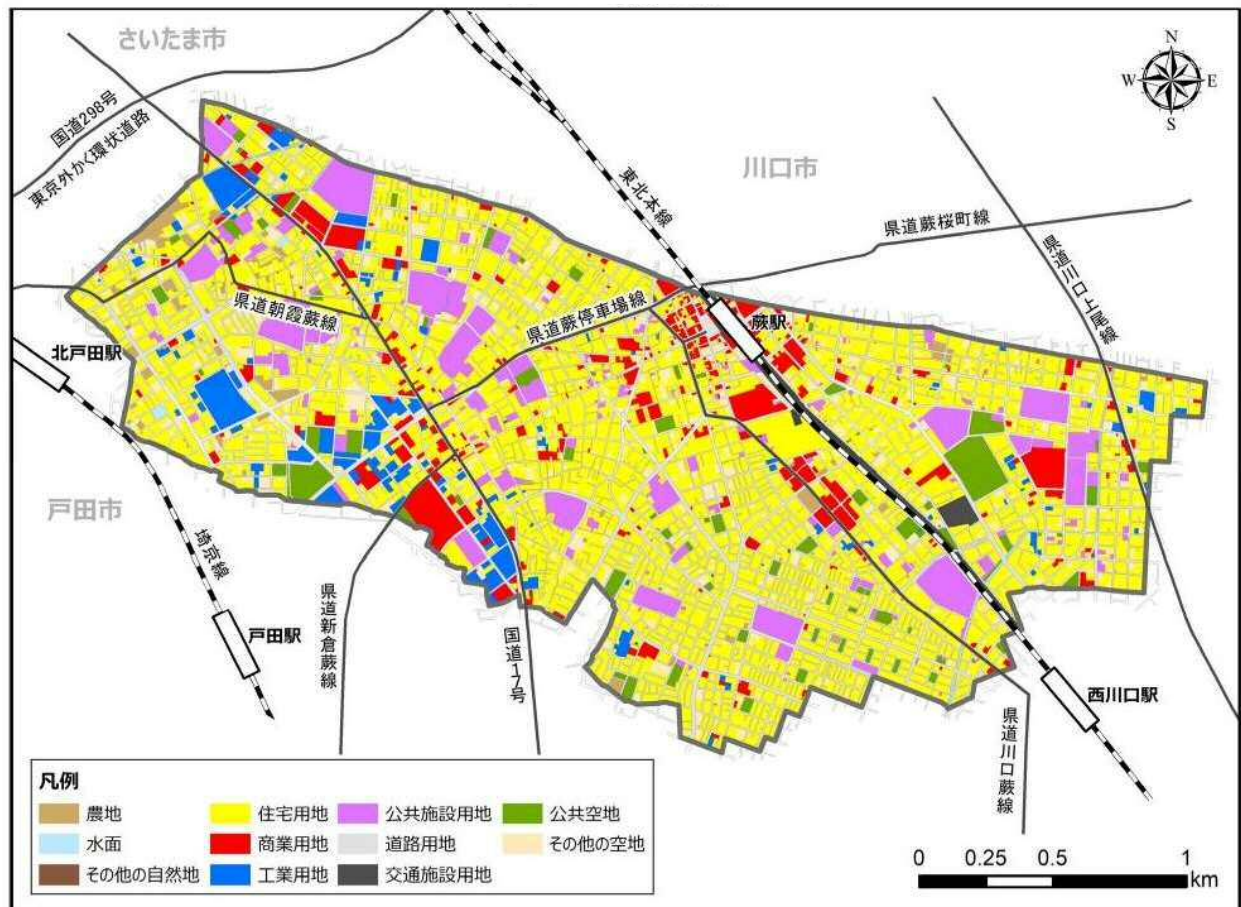 さいたま市
N
W E
S
国道298号
東京外かく環状道路
川口市
東北本線
県道蕨桜町線
県道川口上尾線
県道朝霞蕨線
県道蕨停車場線
蕨駅
北戸田駅
戸田市
埼京線
戸田駅
県道新倉蕨線
国道17号
西川口駅
県道川口蕨線
凡例
農地
住宅用地
公共施設用地
公共空地
水面
商業用地
道路用地
その他の空地
その他の自然地
工業用地
交通施設用地
0 0.25 0.5 1
km